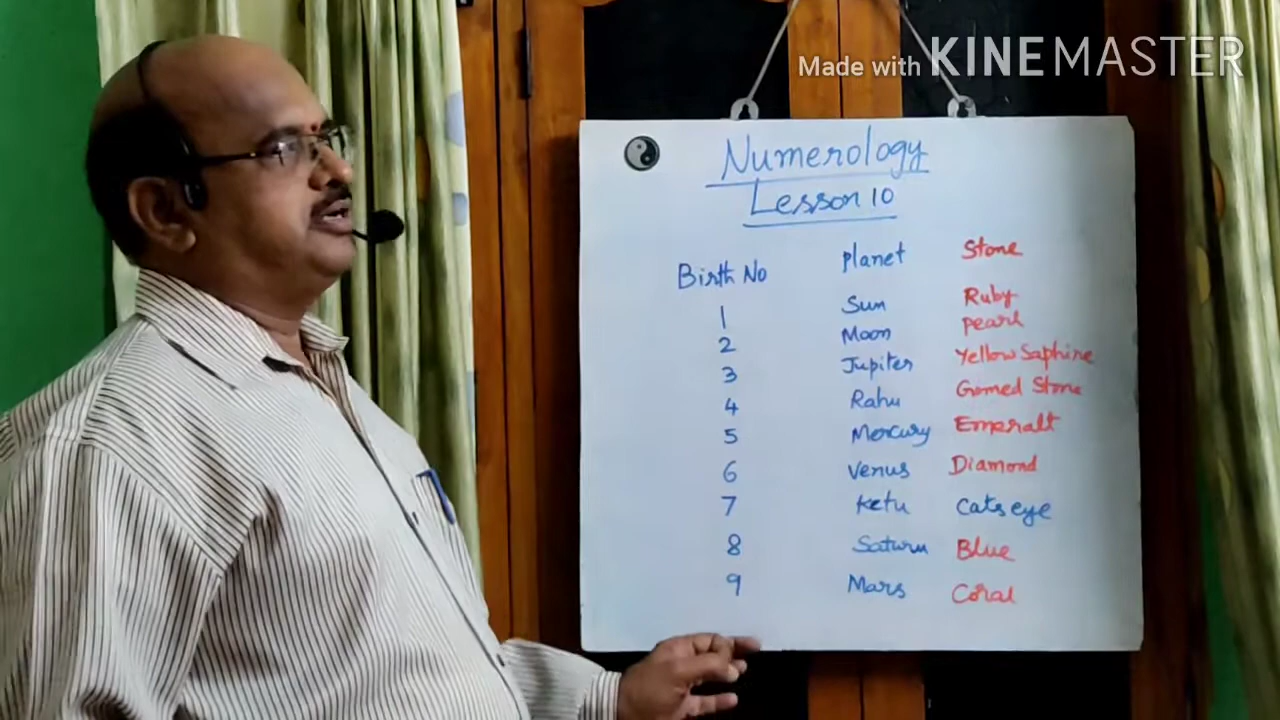 Made with KINEMASTER
Numerology
Lesson 10
Birth No planet Stone
1 Sun Ruby
2 Moon pearl
3 Jupiter Yellow Saphire
4 Rahu Gomed Stone
5 Mercury Emeralt
6 Venus Diamond
7 Ketu Cats eye
8 Saturn Blue
9 Mars Coral